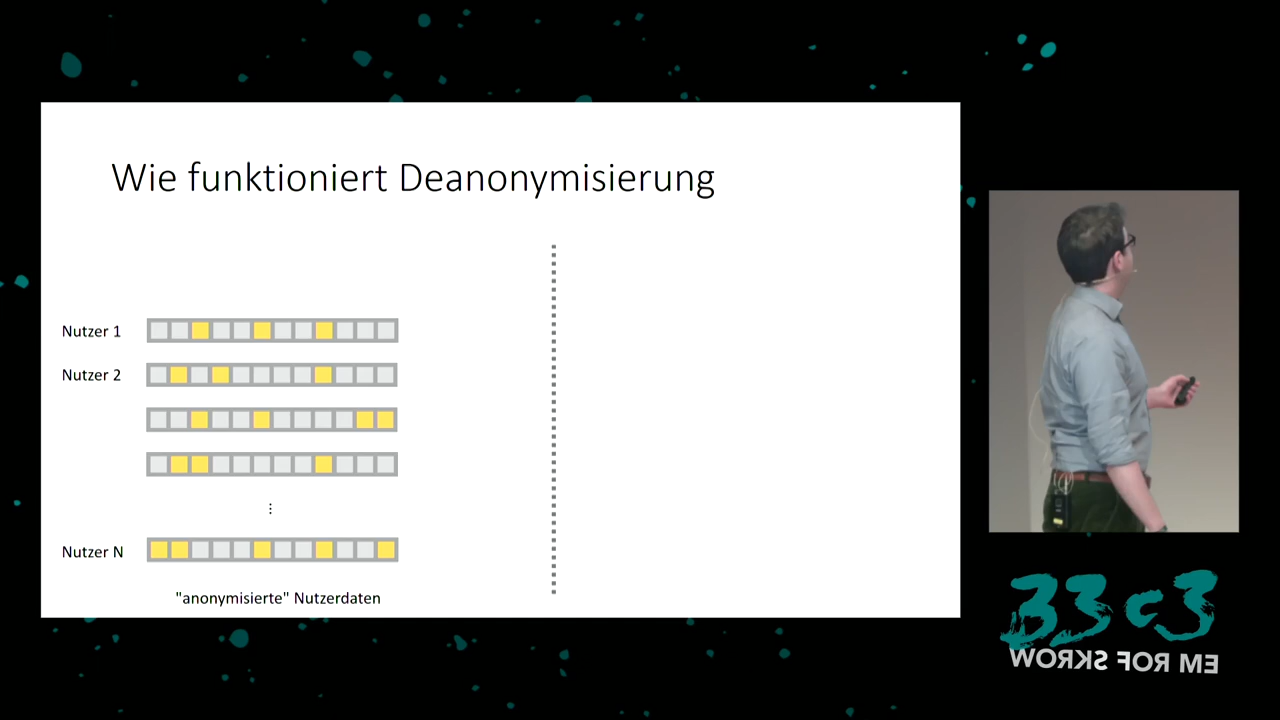 Wie funktioniert Deanonymisierung
Nutzer 1
Nutzer 2
⋮
Nutzer N
"anonymisierte" Nutzerdaten
33c3
WORKS FOR ME